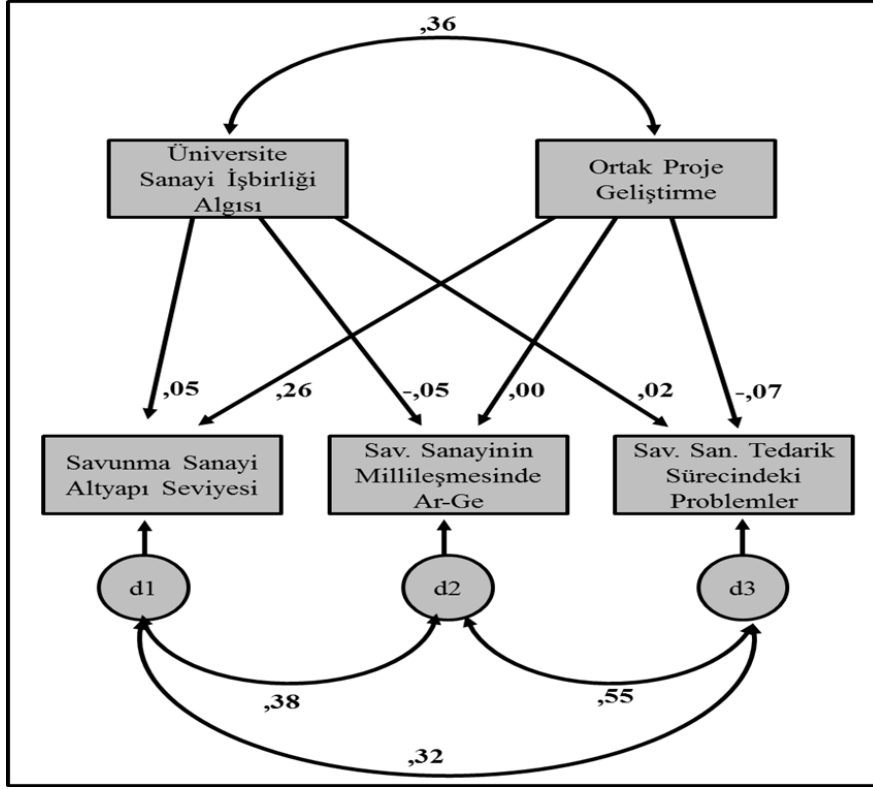 ,36
Üniversite
Sanayi İşbirliği
Algısı
Ortak Proje
Geliştirme
,05
,26
-,05
,00
,02
-,07
Savunma Sanayi
Altyapı Seviyesi
Sav. Sanayinin
Millileşmesinde
Ar-Ge
Sav. San. Tedarik
Sürecindeki
Problemler
d1
d2
d3
,38
,55
,32